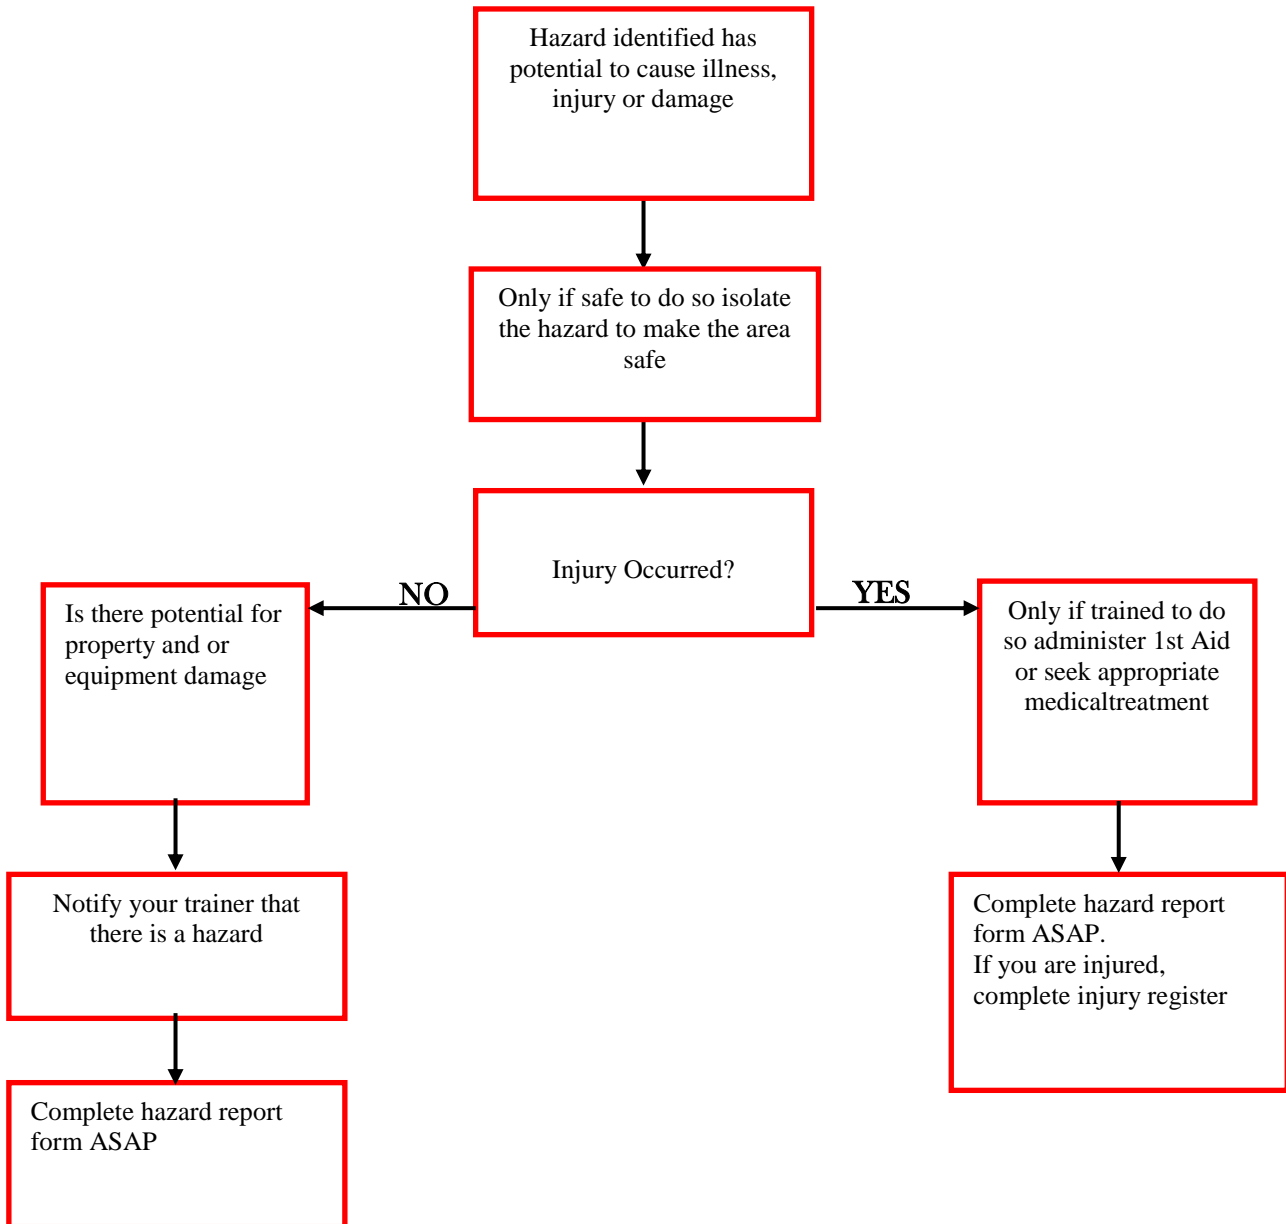 Hazard identified has
potential to cause illness,
injury or damage
Only if safe to do so isolate
the hazard to make the area
safe
Injury Occurred?
NO
YES
Is there potential for
property and or
equipment damage
Only if trained to do
so administer 1st Aid
or seek appropriate
medicaltreatment
Notify your trainer that
there is a hazard
Complete hazard report
form ASAP.
If you are injured,
complete injury register
Complete hazard report
form ASAP